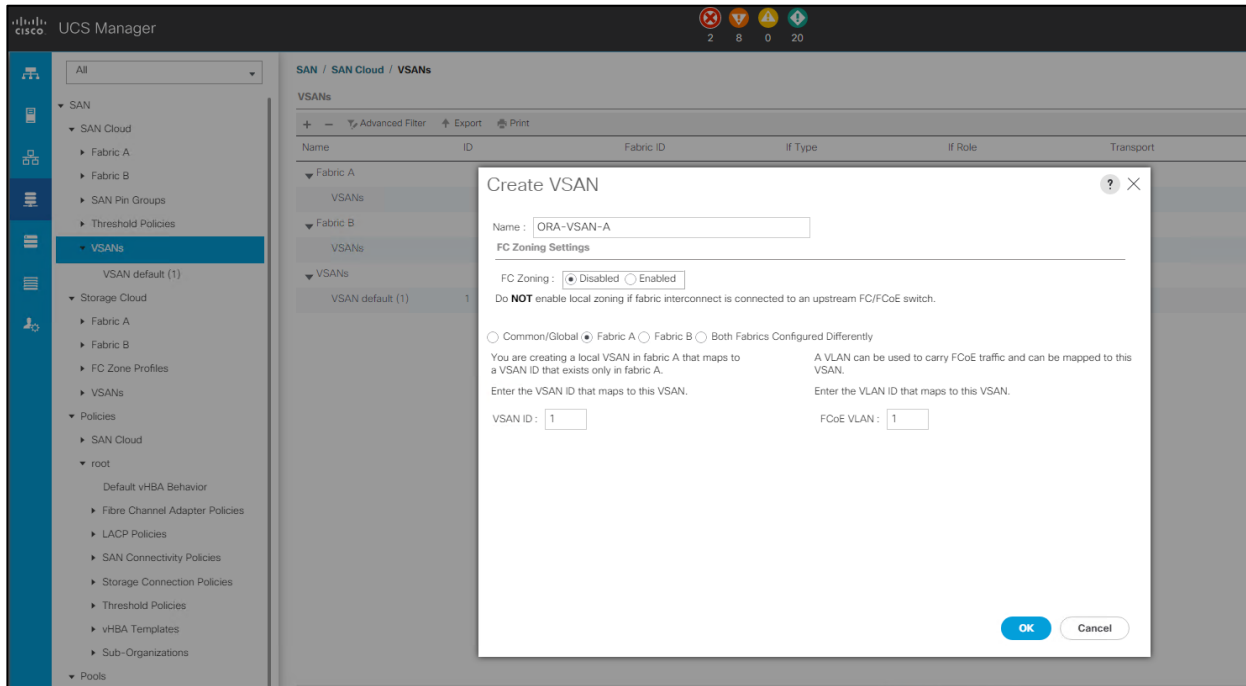 cisco. UCS Manager
2 8 0 20
All
SAN
SAN Cloud
Fabric A
Fabric B
SAN Pin Groups
Threshold Policies
VSANs
VSAN default (1)
Storage Cloud
Fabric A
Fabric B
FC Zone Profiles
VSANs
Policies
SAN Cloud
root
Default vHBA Behavior
Fibre Channel Adapter Policies
LACP Policies
SAN Connectivity Policies
Storage Connection Policies
Threshold Policies
vHBA Templates
Sub-Organizations
Pools
SAN / SAN Cloud / VSANs
VSANs
+ − Advanced Filter Export Print
Name ID Fabric ID If Type If Role Transport
Fabric A
VSANs
Fabric B
VSANs
VSANs
VSAN default (1) 1
Create VSAN ? ×
Name : ORA-VSAN-A
FC Zoning Settings
FC Zoning : Disabled Enabled
Do NOT enable local zoning if fabric interconnect is connected to an upstream FC/FCoE switch.
Common/Global Fabric A Fabric B Both Fabrics Configured Differently
You are creating a local VSAN in fabric A that maps to
a VSAN ID that exists only in fabric A.
Enter the VSAN ID that maps to this VSAN.
VSAN ID : 1
A VLAN can be used to carry FCoE traffic and can be mapped to this
VSAN.
Enter the VLAN ID that maps to this VSAN.
FCoE VLAN : 1
OK Cancel